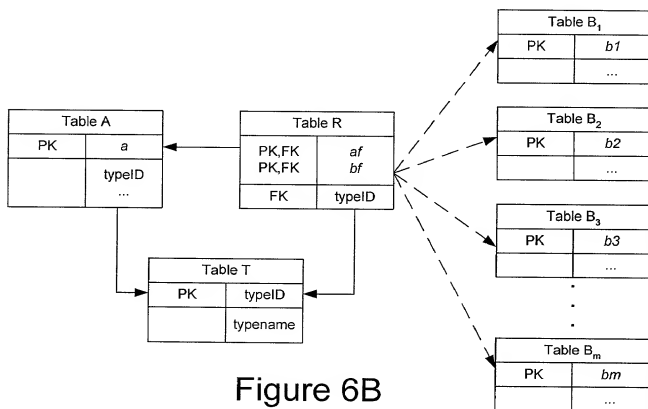 Table A
PK a
typeID
...
Table R
PK,FK af
PK,FK bf
FK typeID
Table T
PK typeID
typename
Table B1
PK b1
...
Table B2
PK b2
...
Table B3
PK b3
...
Table Bm
PK bm
...
Figure 6B